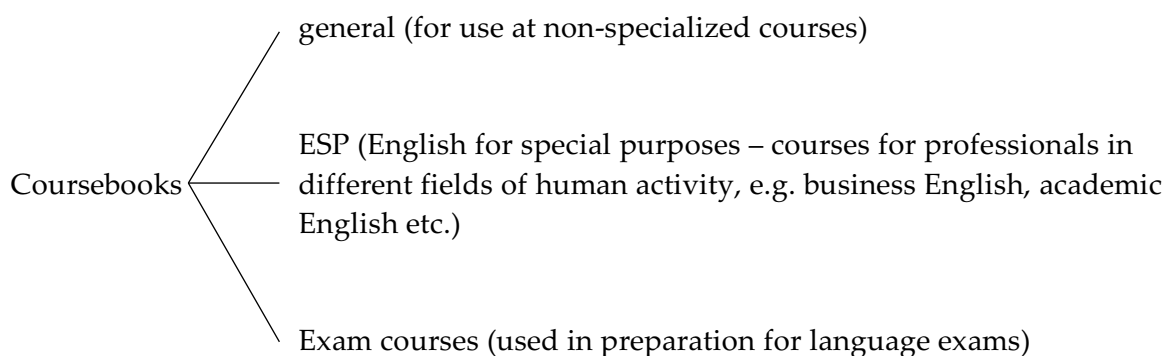 general (for use at non-specialized courses)
ESP (English for special purposes – courses for professionals in
Coursebooks
different fields of human activity, e.g. business English, academic
English etc.)
Exam courses (used in preparation for language exams)